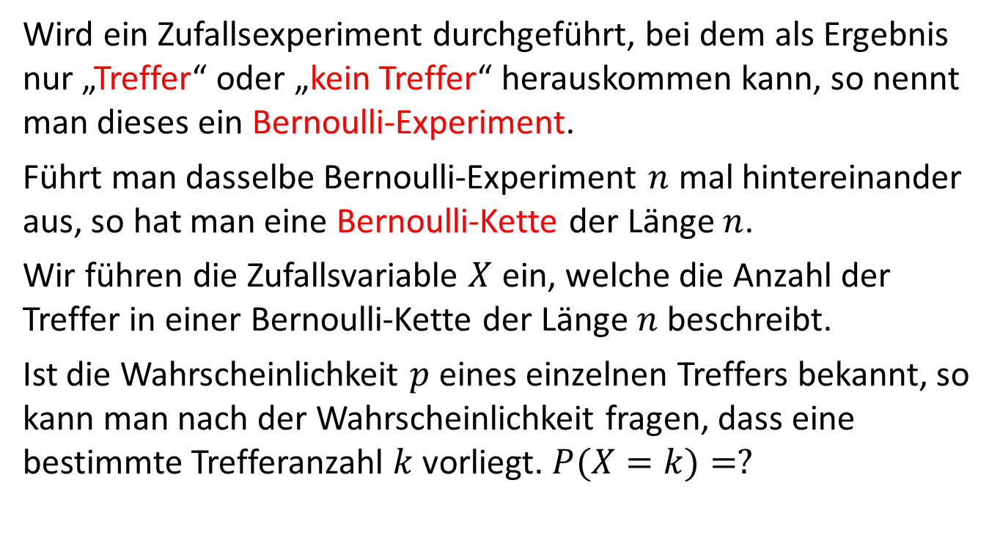 Wird ein Zufallsexperiment durchgeführt, bei dem als Ergebnis
nur „Treffer“ oder „kein Treffer“ herauskommen kann, so nennt
man dieses ein Bernoulli-Experiment.
Führt man dasselbe Bernoulli-Experiment n mal hintereinander
aus, so hat man eine Bernoulli-Kette der Länge n.
Wir führen die Zufallsvariable X ein, welche die Anzahl der
Treffer in einer Bernoulli-Kette der Länge n beschreibt.
Ist die Wahrscheinlichkeit p eines einzelnen Treffers bekannt, so
kann man nach der Wahrscheinlichkeit fragen, dass eine
bestimmte Trefferanzahl k vorliegt. P(X = k) =?